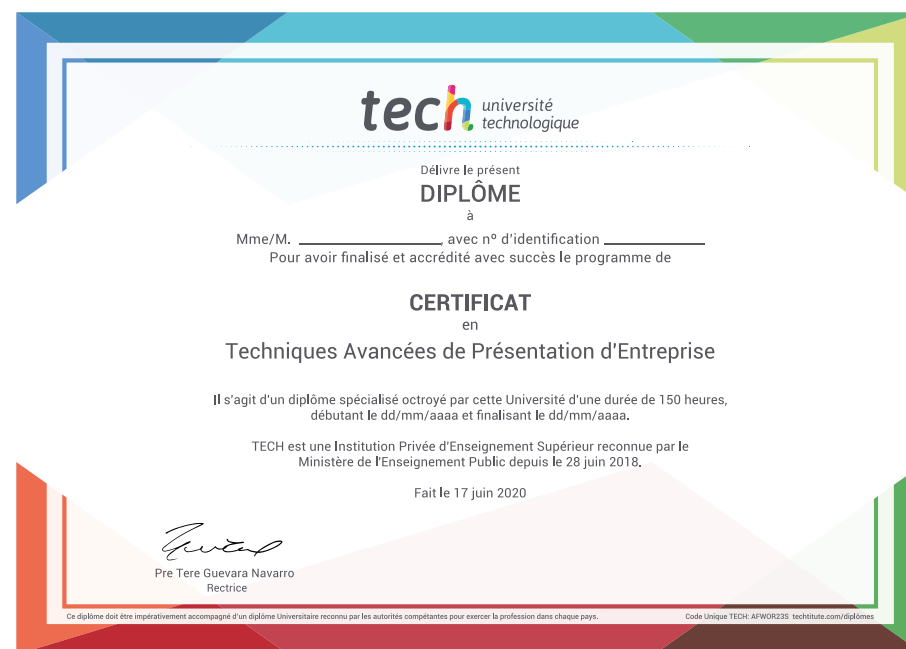 tech université
technologique
Délivre le présent
DIPLÔME
à
Mme/M. ____________________, avec nº d'identification ______________
Pour avoir finalisé et accrédité avec succès le programme de
CERTIFICAT
en
Techniques Avancées de Présentation d'Entreprise
Il s'agit d'un diplôme spécialisé octroyé par cette Université d'une durée de 150 heures,
débutant le dd/mm/aaaa et finalisant le dd/mm/aaaa.
TECH est une Institution Privée d'Enseignement Supérieur reconnue par le
Ministère de l'Enseignement Public depuis le 28 juin 2018.
Fait le 17 juin 2020
Pre Tere Guevara Navarro
Rectrice
Ce diplôme doit être impérativement accompagné d'un diplôme Universitaire reconnu par les autorités compétantes pour exercer la profession dans chaque pays.
Code Unique TECH: AFWOR23S techtitute.com/diplômes